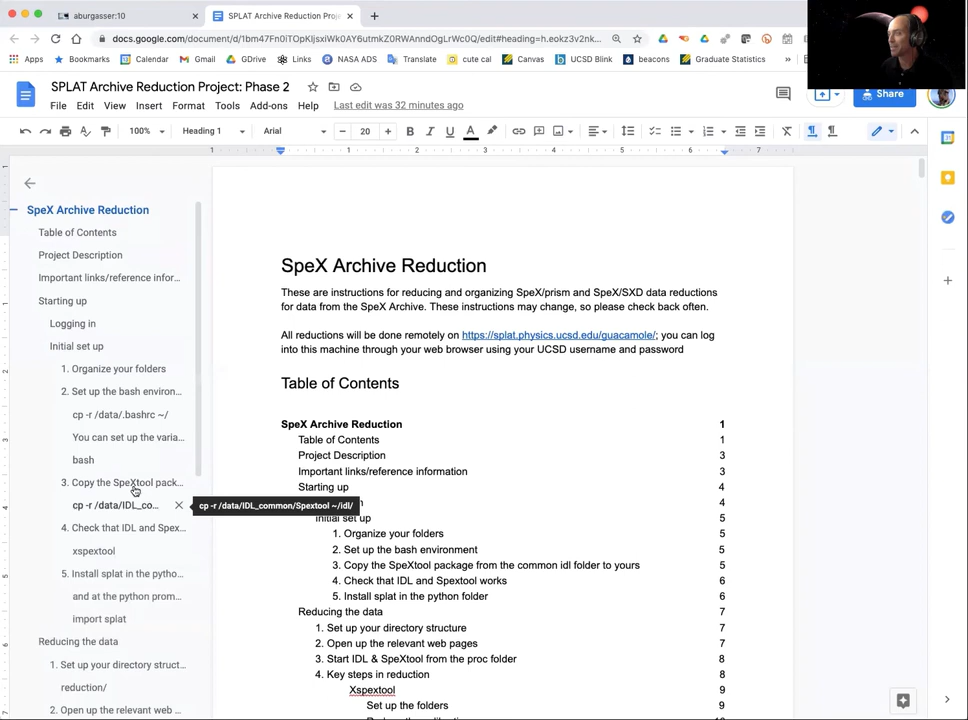 aburgasser:10
SPLAT Archive Reduction Proje
docs.google.com/document/d/1bm47Fn0iTOpKIjsxiWk0AY6utmkZ0RWAnndOgLrWc0Q/edit#heading=h.eokz3v2nk...
Apps
Bookmarks
Calendar
Gmail
GDrive
Links
NASA ADS
Translate
cute cal
Canvas
UCSD Blink
beacons
Graduate Statistics
»
SPLAT Archive Reduction Project: Phase 2
File Edit View Insert Format Tools Add-ons Help Last edit was 32 minutes ago
Share
100% Heading 1 Arial 20
1 1 2 3 4 5 6 7
SpeX Archive Reduction
Table of Contents
Project Description
Important links/reference infor...
Starting up
Logging in
Initial set up
1. Organize your folders
2. Set up the bash environ...
cp -r /data/.bashrc ~/
You can set up the varia...
bash
3. Copy the SpeXtool pack...
cp -r /data/IDL_co...
cp -r /data/IDL_common/Spextool ~/idl/
4. Check that IDL and Spex...
xspextool
5. Install splat in the pytho...
and at the python prom...
import splat
Reducing the data
1. Set up your directory struct...
reduction/
2. Open up the relevant web ...
SpeX Archive Reduction
These are instructions for reducing and organizing SpeX/prism and SpeX/SXD data reductions
for data from the SpeX Archive. These instructions may change, so please check back often.
All reductions will be done remotely on https://splat.physics.ucsd.edu/guacamole/; you can log
into this machine through your web browser using your UCSD username and password
Table of Contents
SpeX Archive Reduction 1
Table of Contents 1
Project Description 3
Important links/reference information 3
Starting up 4
4
Initial set up 5
1. Organize your folders 5
2. Set up the bash environment 5
3. Copy the SpeXtool package from the common idl folder to yours 5
4. Check that IDL and Spextool works 6
5. Install splat in the python folder 6
Reducing the data 7
1. Set up your directory structure 7
2. Open up the relevant web pages 7
3. Start IDL & SpeXtool from the proc folder 8
4. Key steps in reduction 8
Xspextool 9
Set up the folders 9